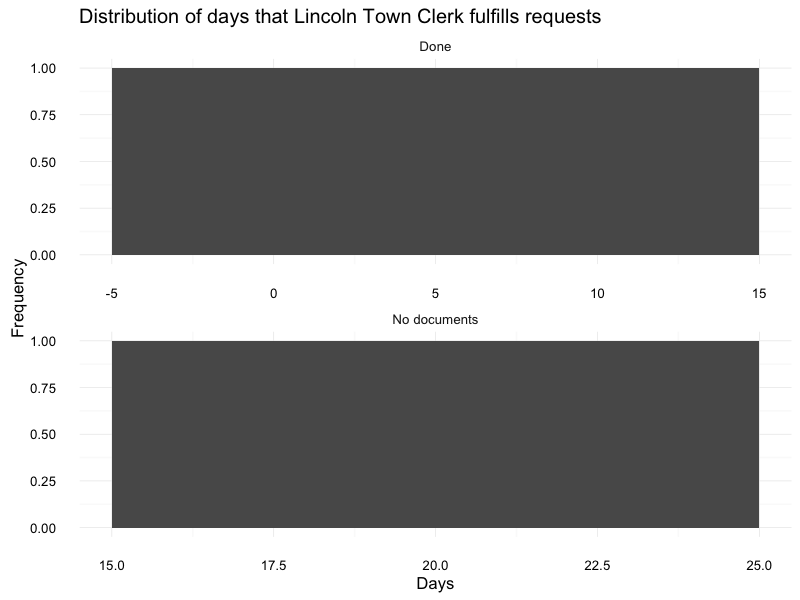 Distribution of days that Lincoln Town Clerk fulfills requests
Done
1.00
0.75
0.50
0.25
0.00
-5 0 5 10 15
Frequency
No documents
1.00
0.75
0.50
0.25
0.00
15.0 17.5 20.0 22.5 25.0
Days